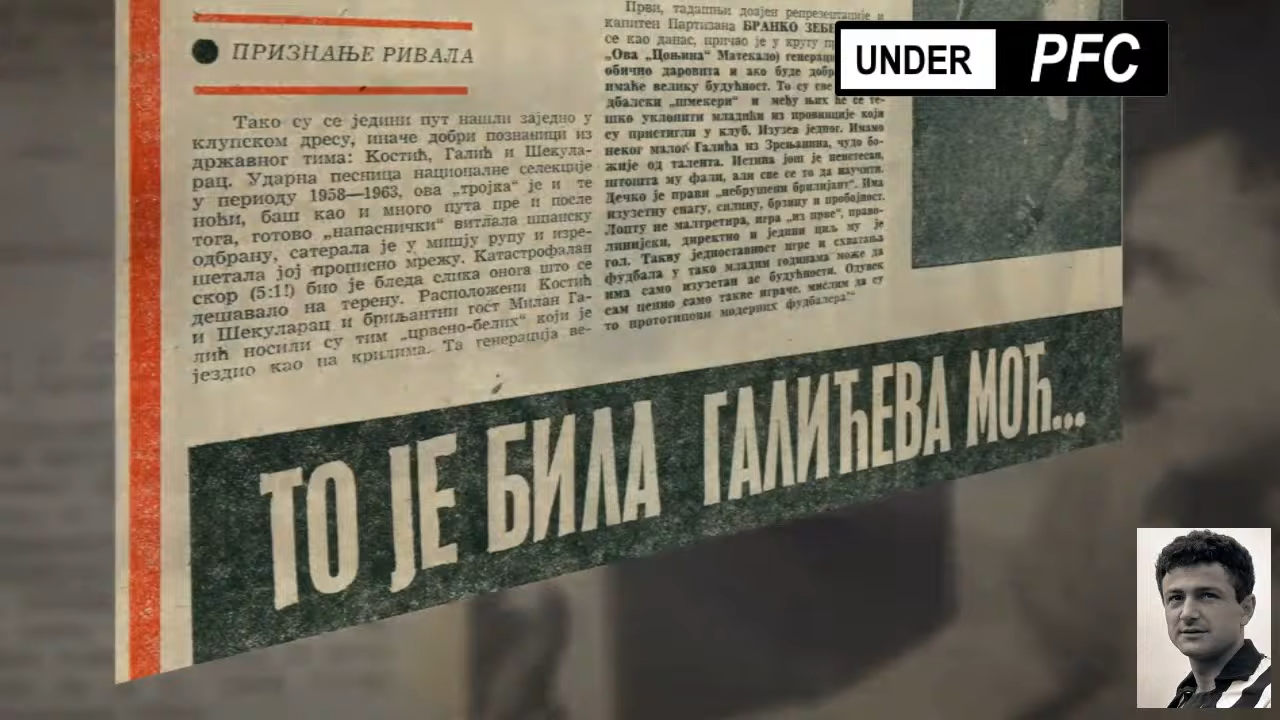 ПРИЗНАЊЕ РИВАЛА
Тако су се једини пут нашли заједно у
клупском дресу, иначе добри познаници из
државног тима: Костић, Галић и Шекула-
рац. Ударна песница националне селекције
у периоду 1958—1963, ова „тројка“ је и те
ноћи, баш као и много пута пре и после
тога, готово „напаснички“ витлала шпанску
одбрану, сатерала је у мишју рупу и изре-
шетала јој прописно мрежу. Катастрофалан
скор (5:1!) био је бледа слика онога што се
дешавало на терену. Расположени Костић
и Шекуларац и бриљантни гост Милан Га-
лић носили су тим „црвено-белих“ који је
јездио као на крилима. Та генерација ве-
Први, тадашњи доајен репрезентације и
капитен Партизана БРАНКО ЗЕБЕ
се као данас, причао је у кругу
„Ова „Цоњина“ Матекало) генерац
обично даровита и ако буде добр
имаће велику будућност. То су све
дбалски „шмекери“ и међу њих ће се те-
шко уклопити младићи из провинције који
су пристигли у клуб. Изузев једног. Имамо
неког малог Галића из Зрењанина, чудо бо-
жије од талента. Истина још је неотесан,
штошта му фали, али све се то да научити.
Дечко је прави „небрушени брилијант“. Има
изузетну снагу, силину, брзину и пробојност.
Лопту не малтретира, игра „из прве“, право-
линијски, директно и једини циљ му је
гол. Такву једноставност игре и схватања
фудбала у тако младим годинама може да
има само изузетан ас будућности. Одувек
сам ценио само такве играче, мислим да су
то прототипови модерних фудбалера!“
UNDER PFC
ТО ЈЕ БИЛА ГАЛИЋЕВА МОЋ...